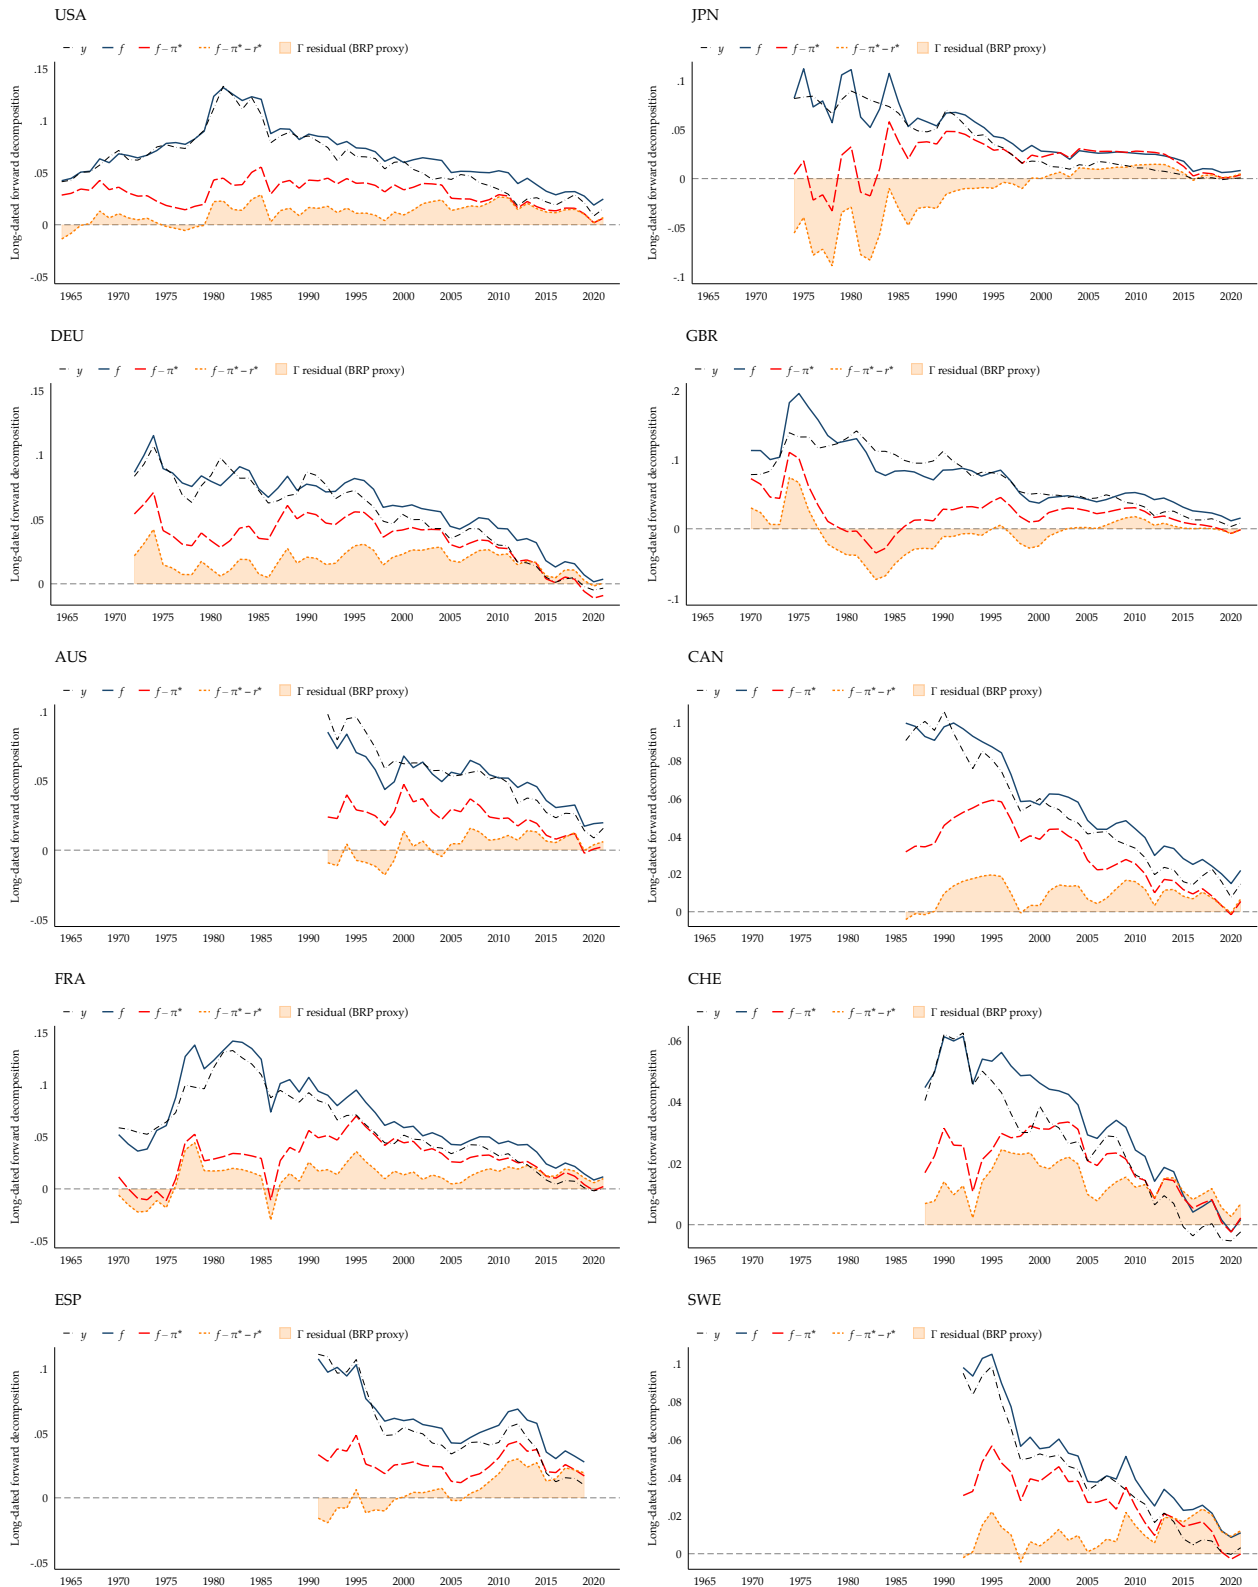 USA
y f f – π* f – π* – r* Γ residual (BRP proxy)
Long-dated forward decomposition
.15
.1
.05
0
-.05
1965 1970 1975 1980 1985 1990 1995 2000 2005 2010 2015 2020
JPN
y f f – π* f – π* – r* Γ residual (BRP proxy)
Long-dated forward decomposition
.1
.05
0
-.05
-.1
1965 1970 1975 1980 1985 1990 1995 2000 2005 2010 2015 2020
DEU
y f f – π* f – π* – r* Γ residual (BRP proxy)
Long-dated forward decomposition
.15
.1
.05
0
1965 1970 1975 1980 1985 1990 1995 2000 2005 2010 2015 2020
GBR
y f f – π* f – π* – r* Γ residual (BRP proxy)
Long-dated forward decomposition
.2
.1
0
-.1
1965 1970 1975 1980 1985 1990 1995 2000 2005 2010 2015 2020
AUS
y f f – π* f – π* – r* Γ residual (BRP proxy)
Long-dated forward decomposition
.1
.05
0
-.05
1965 1970 1975 1980 1985 1990 1995 2000 2005 2010 2015 2020
CAN
y f f – π* f – π* – r* Γ residual (BRP proxy)
Long-dated forward decomposition
.1
.08
.06
.04
.02
0
1965 1970 1975 1980 1985 1990 1995 2000 2005 2010 2015 2020
FRA
y f f – π* f – π* – r* Γ residual (BRP proxy)
Long-dated forward decomposition
.15
.1
.05
0
-.05
1965 1970 1975 1980 1985 1990 1995 2000 2005 2010 2015 2020
CHE
y f f – π* f – π* – r* Γ residual (BRP proxy)
Long-dated forward decomposition
.06
.04
.02
0
1965 1970 1975 1980 1985 1990 1995 2000 2005 2010 2015 2020
ESP
y f f – π* f – π* – r* Γ residual (BRP proxy)
Long-dated forward decomposition
.1
.05
0
-.05
1965 1970 1975 1980 1985 1990 1995 2000 2005 2010 2015 2020
SWE
y f f – π* f – π* – r* Γ residual (BRP proxy)
Long-dated forward decomposition
.1
.08
.06
.04
.02
0
1965 1970 1975 1980 1985 1990 1995 2000 2005 2010 2015 2020